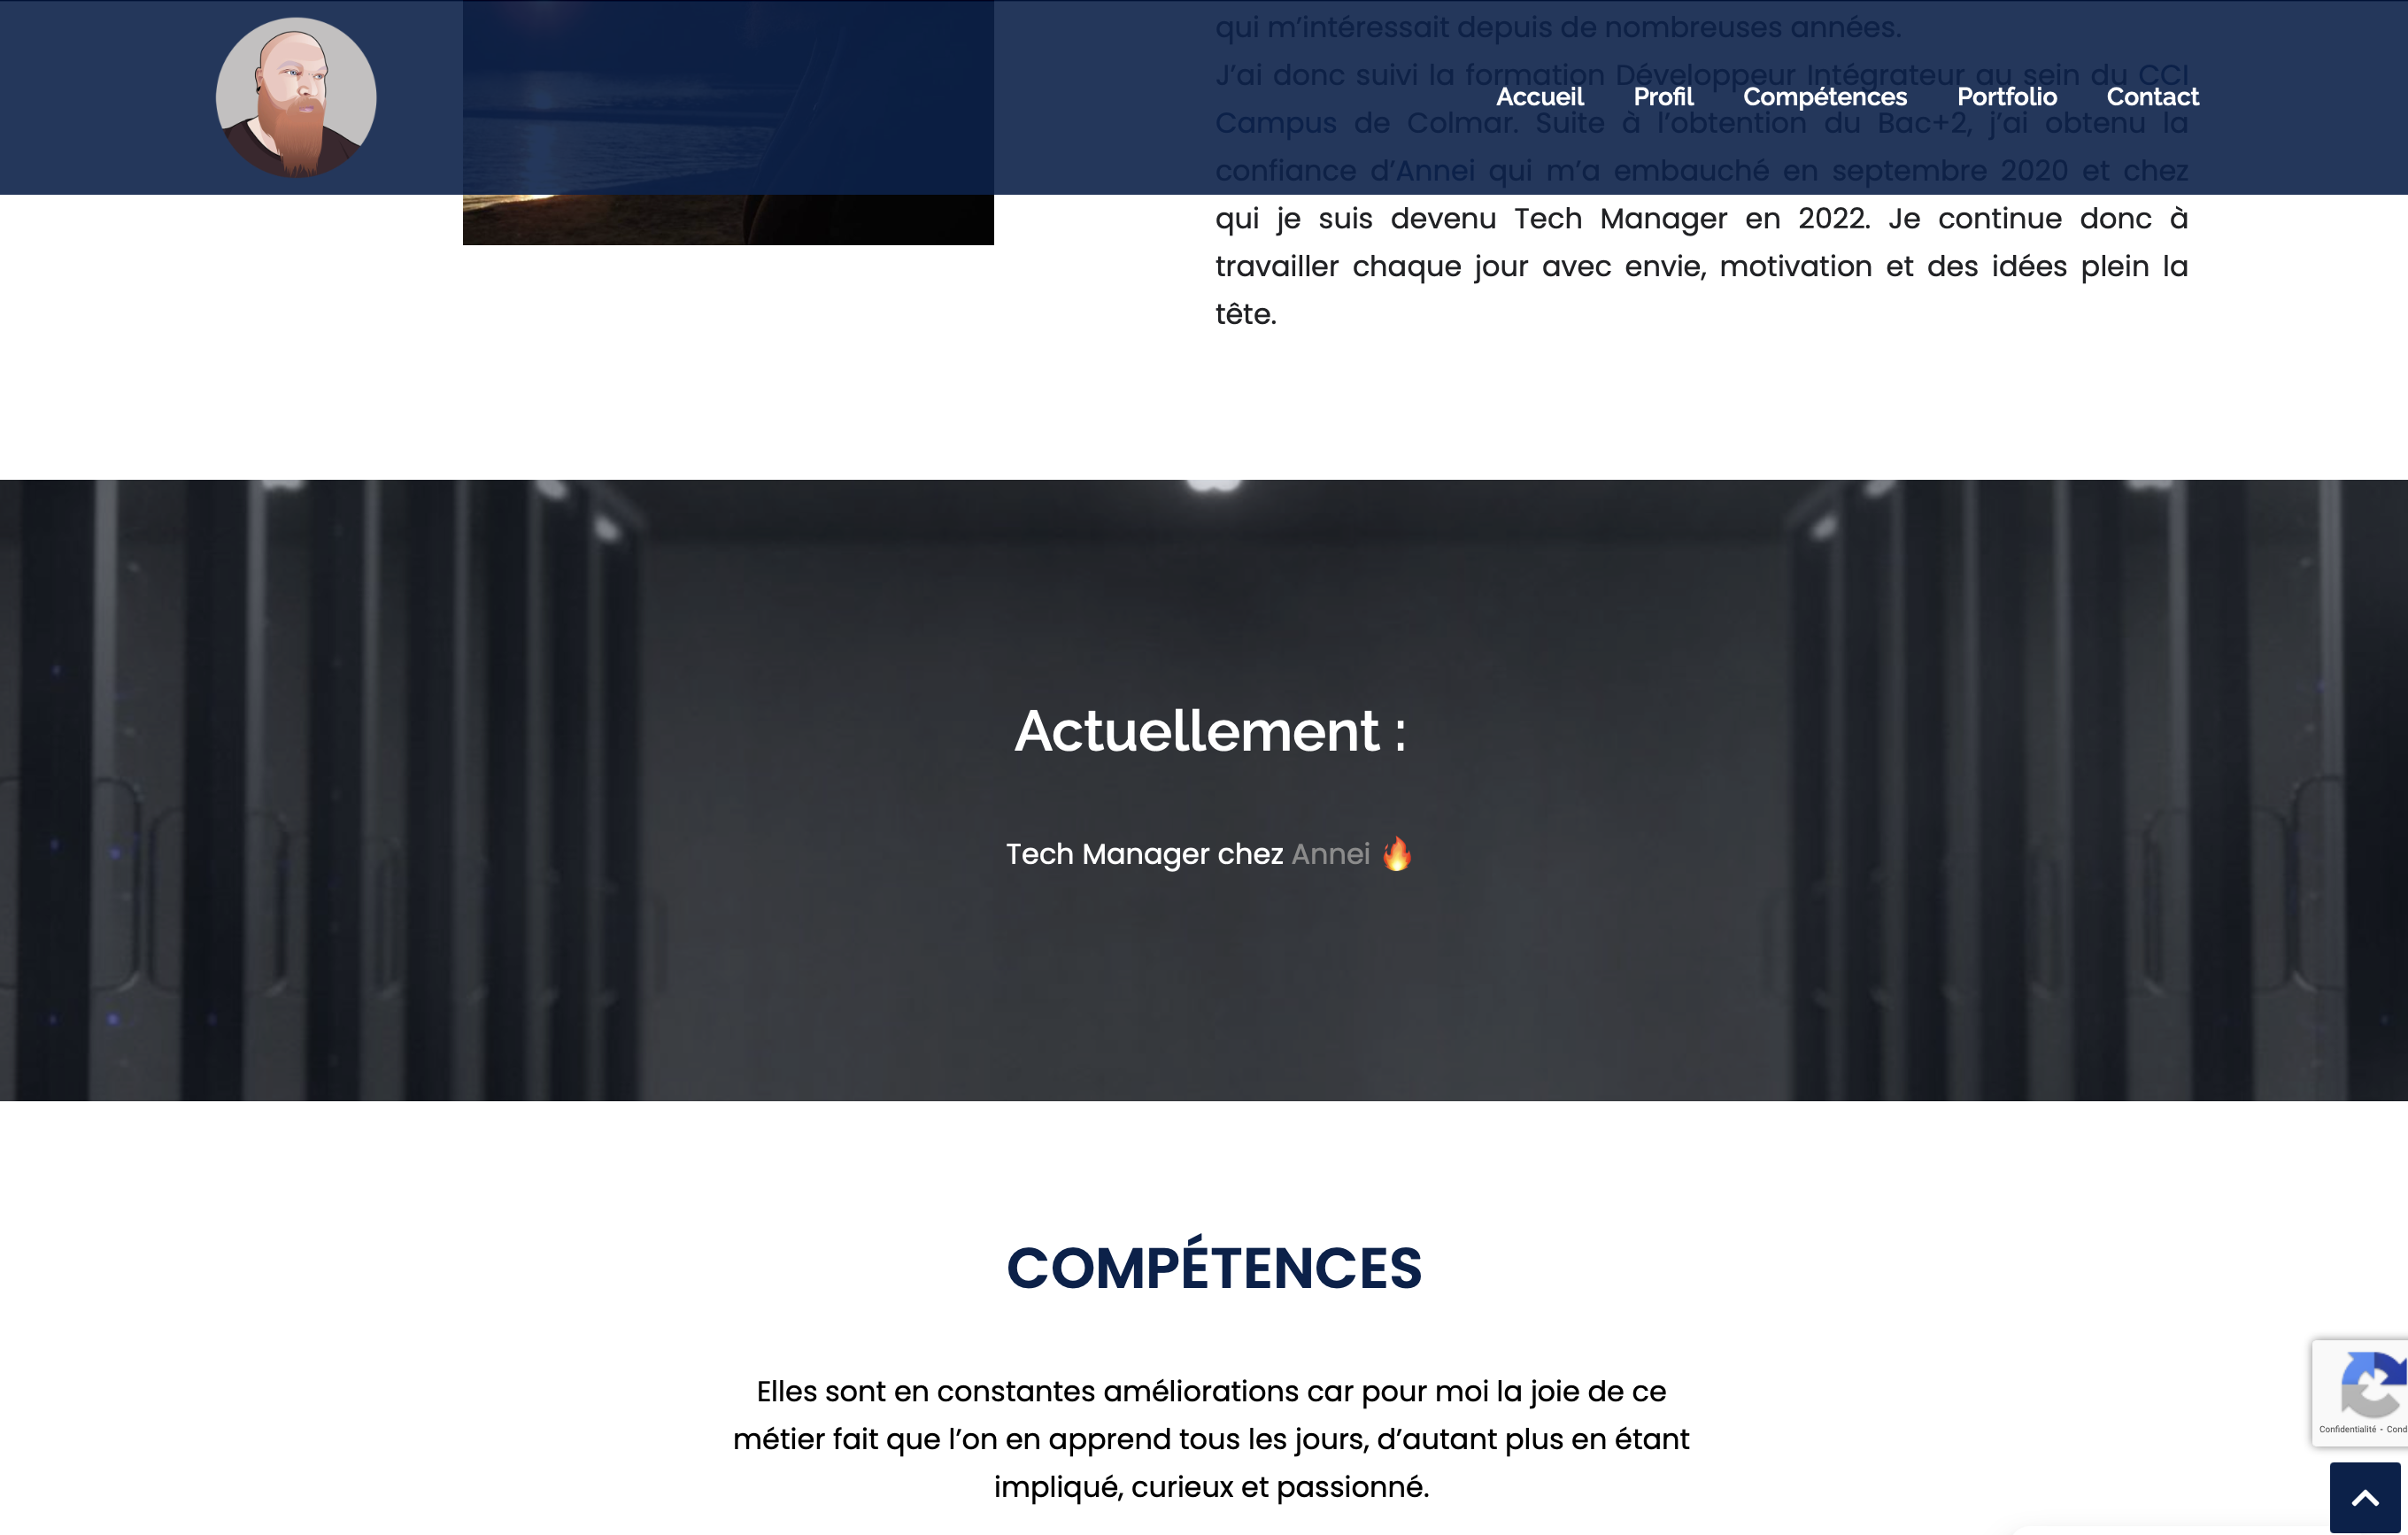 qui m’intéressait depuis de nombreuses années.
J’ai donc suivi la formation Développeur Intégrateur au sein du CCI
Accueil Profil Compétences Portfolio Contact
Campus de Colmar. Suite à l’obtention du Bac+2, j’ai obtenu la
confiance d’Annei qui m’a embauché en septembre 2020 et chez
qui je suis devenu Tech Manager en 2022. Je continue donc à
travailler chaque jour avec envie, motivation et des idées plein la
tête.
Actuellement :
Tech Manager chez Annei 🔥
COMPÉTENCES
Elles sont en constantes améliorations car pour moi la joie de ce
métier fait que l’on en apprend tous les jours, d’autant plus en étant
impliqué, curieux et passionné.
Confidentialité - Cond